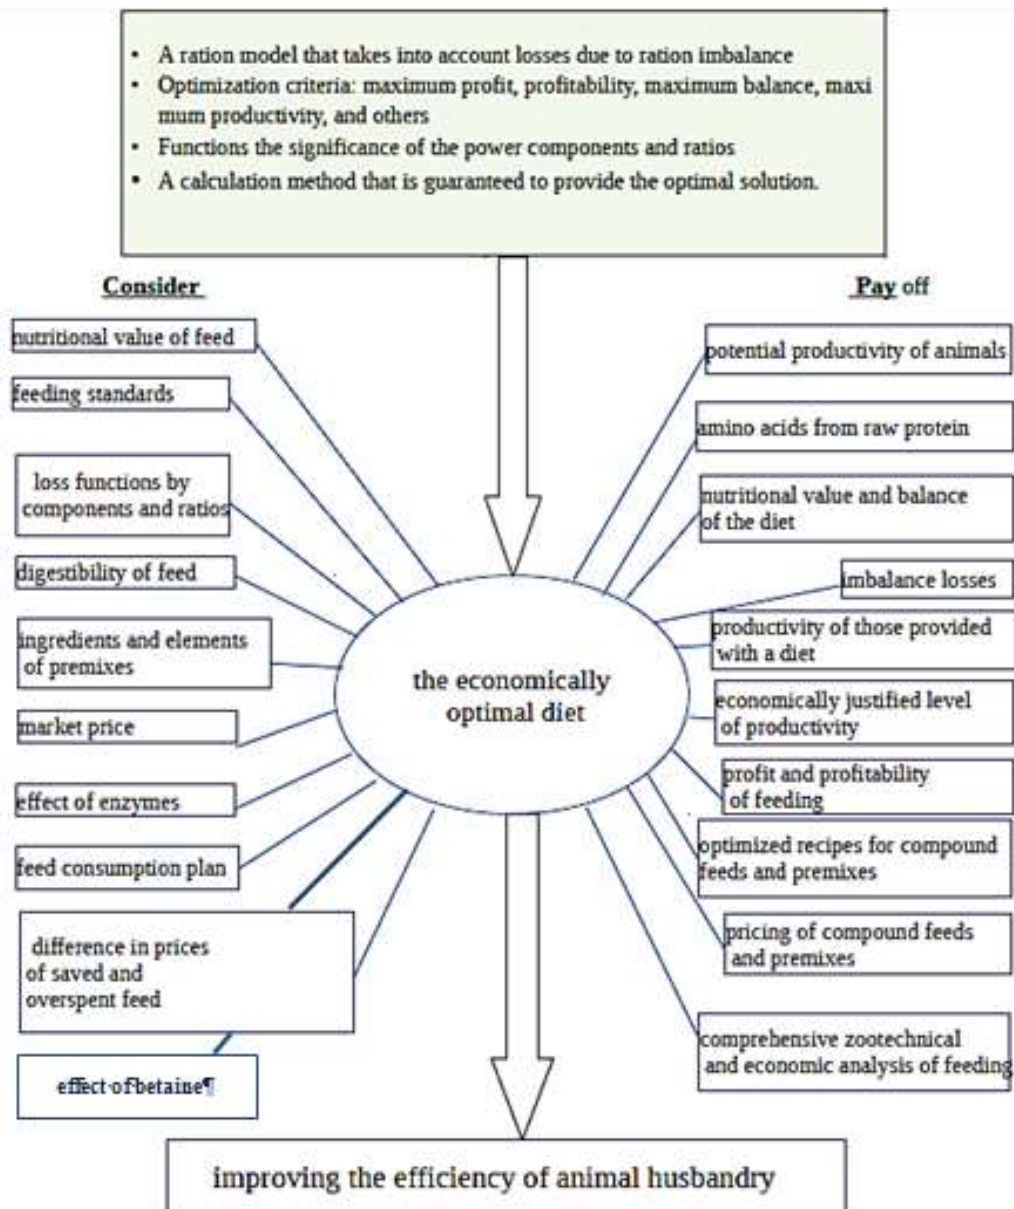 • A ration model that takes into account losses due to ration imbalance
• Optimization criteria: maximum profit, profitability, maximum balance, maxi
mum productivity, and others
• Functions the significance of the power components and ratios
• A calculation method that is guaranteed to provide the optimal solution.
Consider
nutritional value of feed
feeding standards
loss functions by
components and ratios
digestibility of feed
ingredients and elements
of premixes
market price
effect of enzymes
feed consumption plan
difference in prices
of saved and
overspent feed
effect·of·betaine¶
the economically
optimal diet
Pay off
potential productivity of animals
amino acids from raw protein
nutritional value and balance
of the diet
imbalance losses
productivity of those provided
with a diet
economically justified level
of productivity
profit and profitability
of feeding
optimized recipes for compound
feeds and premixes
pricing of compound feeds
and premixes
comprehensive zootechnical
and economic analysis of feeding
improving the efficiency of animal husbandry